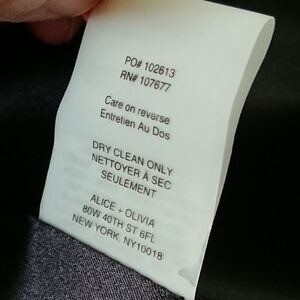 PO# 102613
RN# 107677
Care on reverse
Entretien Au Dos
DRY CLEAN ONLY
NETTOYER À SEC
SEULEMENT
ALICE + OLIVIA
80W 40TH ST 6FL
NEW YORK, NY10018